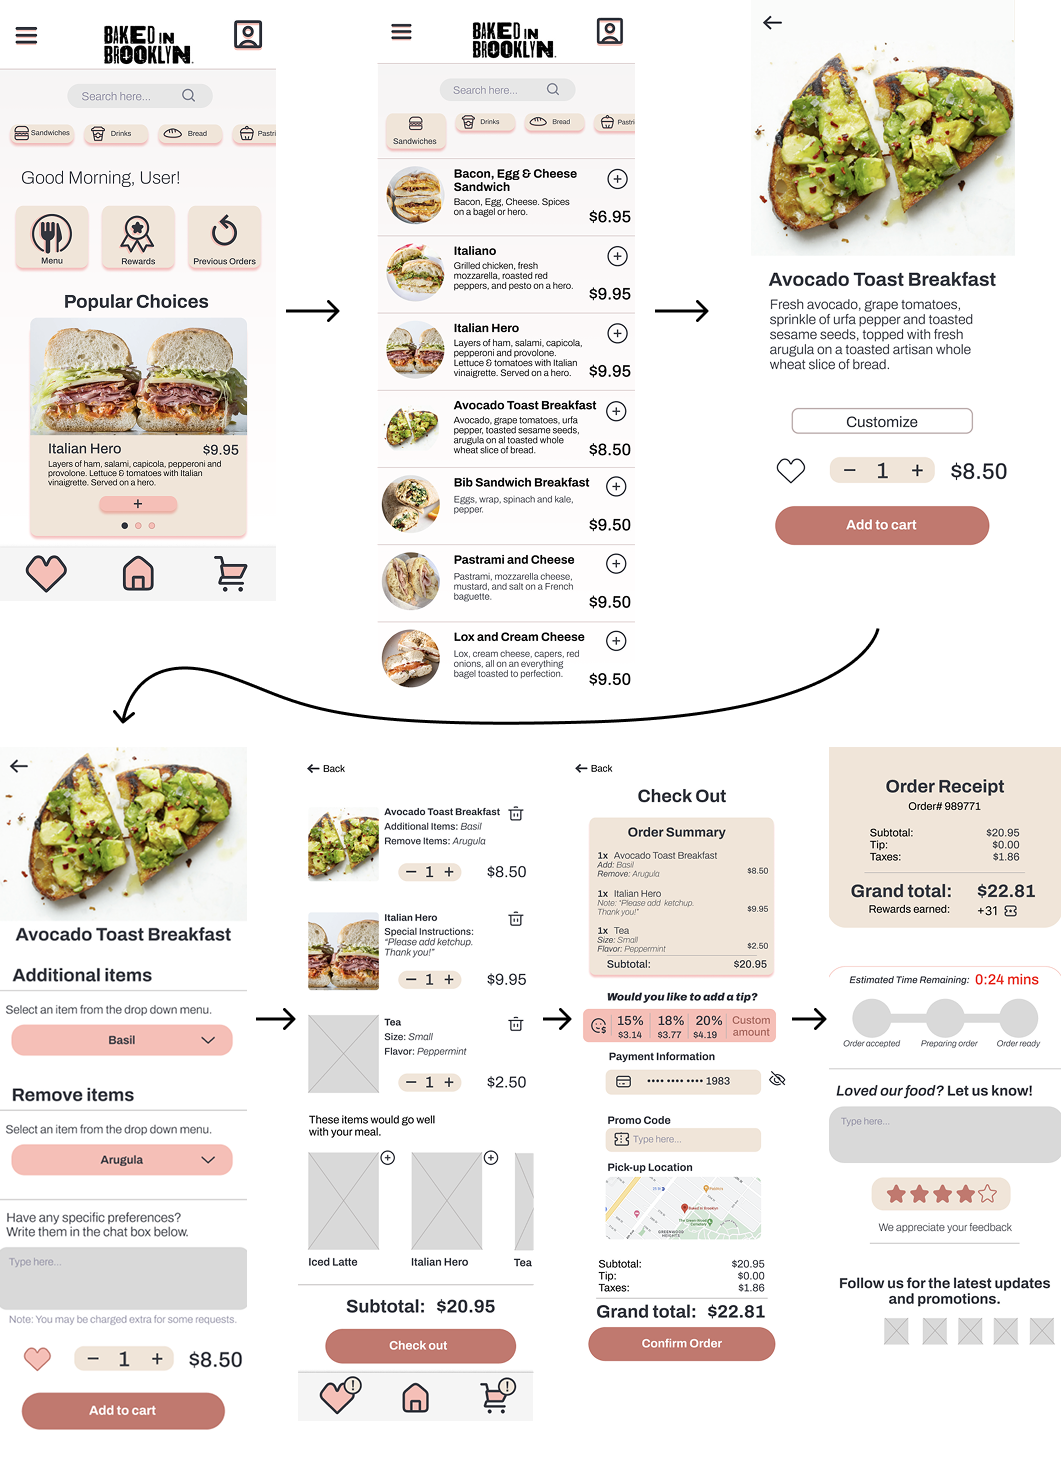 BAKED IN
BROOKLYN
Search here...
Sandwiches
Drinks
Bread
Pastri
Good Morning, User!
Menu
Rewards
Previous Orders
Popular Choices
Italian Hero
$9.95
Layers of ham, salami, capicola, pepperoni and
provolone. Lettuce & tomatoes with Italian
vinaigrette. Served on a hero.
+
BAKED IN
BROOKLYN
Search here...
Sandwiches
Drinks
Bread
Pastri
Bacon, Egg & Cheese
Sandwich
Bacon, Egg, Cheese. Spices
on a bagel or hero.
$6.95
Italiano
Grilled chicken, fresh
mozzarella, roasted red
peppers, and pesto on a hero.
$9.95
Italian Hero
Layers of ham, salami, capicola,
pepperoni and provolone.
Lettuce & tomatoes with Italian
vinaigrette. Served on a hero.
$9.95
Avocado Toast Breakfast
Avocado, grape tomatoes, urfa
pepper, toasted sesame seeds,
arugula on al toasted whole
wheat slice of bread.
$8.50
Bib Sandwich Breakfast
Eggs, wrap, spinach and kale,
pepper.
$9.50
Pastrami and Cheese
Pastrami, mozzarella cheese,
mustard, and salt on a French
baguette.
$9.50
Lox and Cream Cheese
Lox, cream cheese, capers, red
onions, all on an everything
bagel toasted to perfection.
$9.50
Avocado Toast Breakfast
Fresh avocado, grape tomatoes,
sprinkle of urfa pepper and toasted
sesame seeds, topped with fresh
arugula on a toasted artisan whole
wheat slice of bread.
Customize
− 1 + $8.50
Add to cart
Avocado Toast Breakfast
Additional items
Select an item from the drop down menu.
Basil
Remove items
Select an item from the drop down menu.
Arugula
Have any specific preferences?
Write them in the chat box below.
Type here...
Note: You may be charged extra for some requests.
− 1 + $8.50
Add to cart
Back
Avocado Toast Breakfast
Additional Items: Basil
Remove Items: Arugula
− 1 + $8.50
Italian Hero
Special Instructions:
"Please add ketchup.
Thank you!"
− 1 + $9.95
Tea
Size: Small
Flavor: Peppermint
− 1 + $2.50
These items would go well
with your meal.
Iced Latte
Italian Hero
Tea
Subtotal: $20.95
Check out
!
!
Back
Check Out
Order Summary
1x Avocado Toast Breakfast
Add: Basil
Remove: Arugula
$8.50
1x Italian Hero
Note: "Please add ketchup.
Thank you!"
$9.95
1x Tea
Size: Small
Flavor: Peppermint
$2.50
Subtotal: $20.95
Would you like to add a tip?
15% 18% 20% Custom
$3.14 $3.77 $4.19 amount
Payment Information
•••• •••• •••• 1983
Promo Code
Type here...
Pick-up Location
Baked in Brooklyn
The Green-Wood
Cemetery
GREENWOOD
HEIGHTS
Subtotal: $20.95
Tip: $0.00
Taxes: $1.86
Grand total: $22.81
Confirm Order
Order Receipt
Order# 989771
Subtotal: $20.95
Tip: $0.00
Taxes: $1.86
Grand total: $22.81
Rewards earned: +31
Estimated Time Remaining: 0:24 mins
Order accepted
Preparing order
Order ready
Loved our food? Let us know!
Type here...
We appreciate your feedback
Follow us for the latest updates
and promotions.